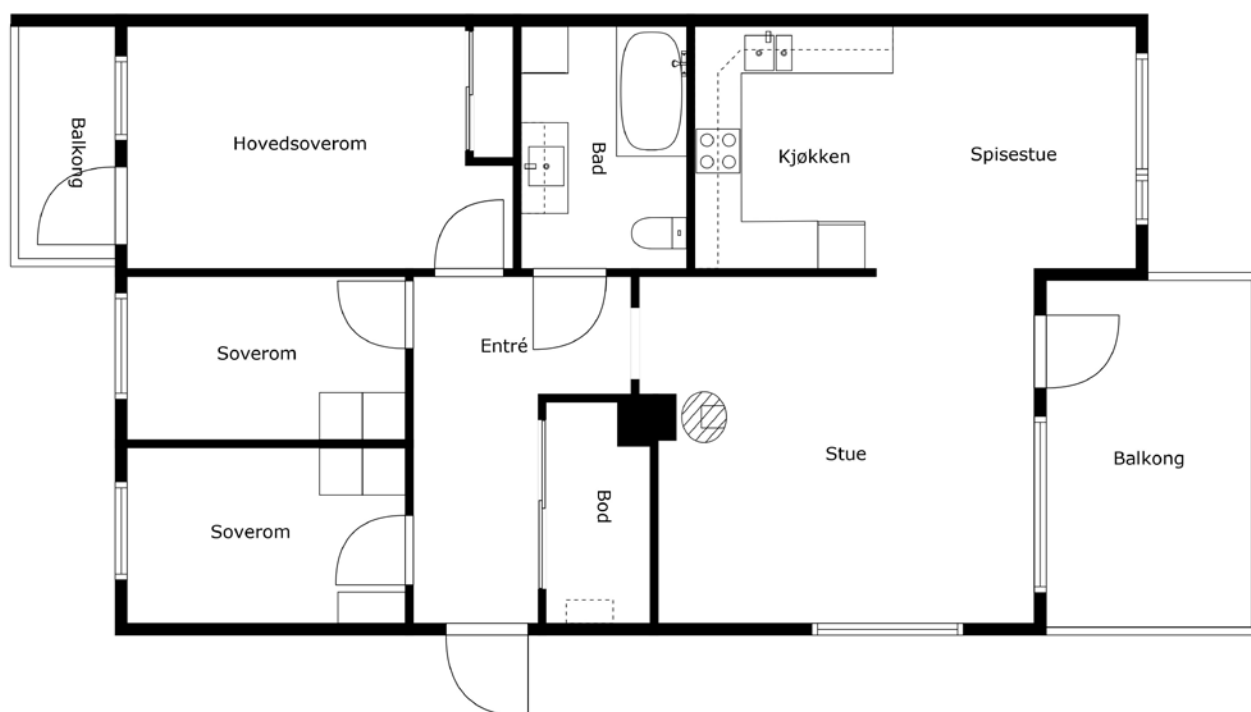 Balkong
Hovedsoverom
Bad
Kjøkken
Spisestue
Soverom
Entré
Stue
Balkong
Bod
Soverom